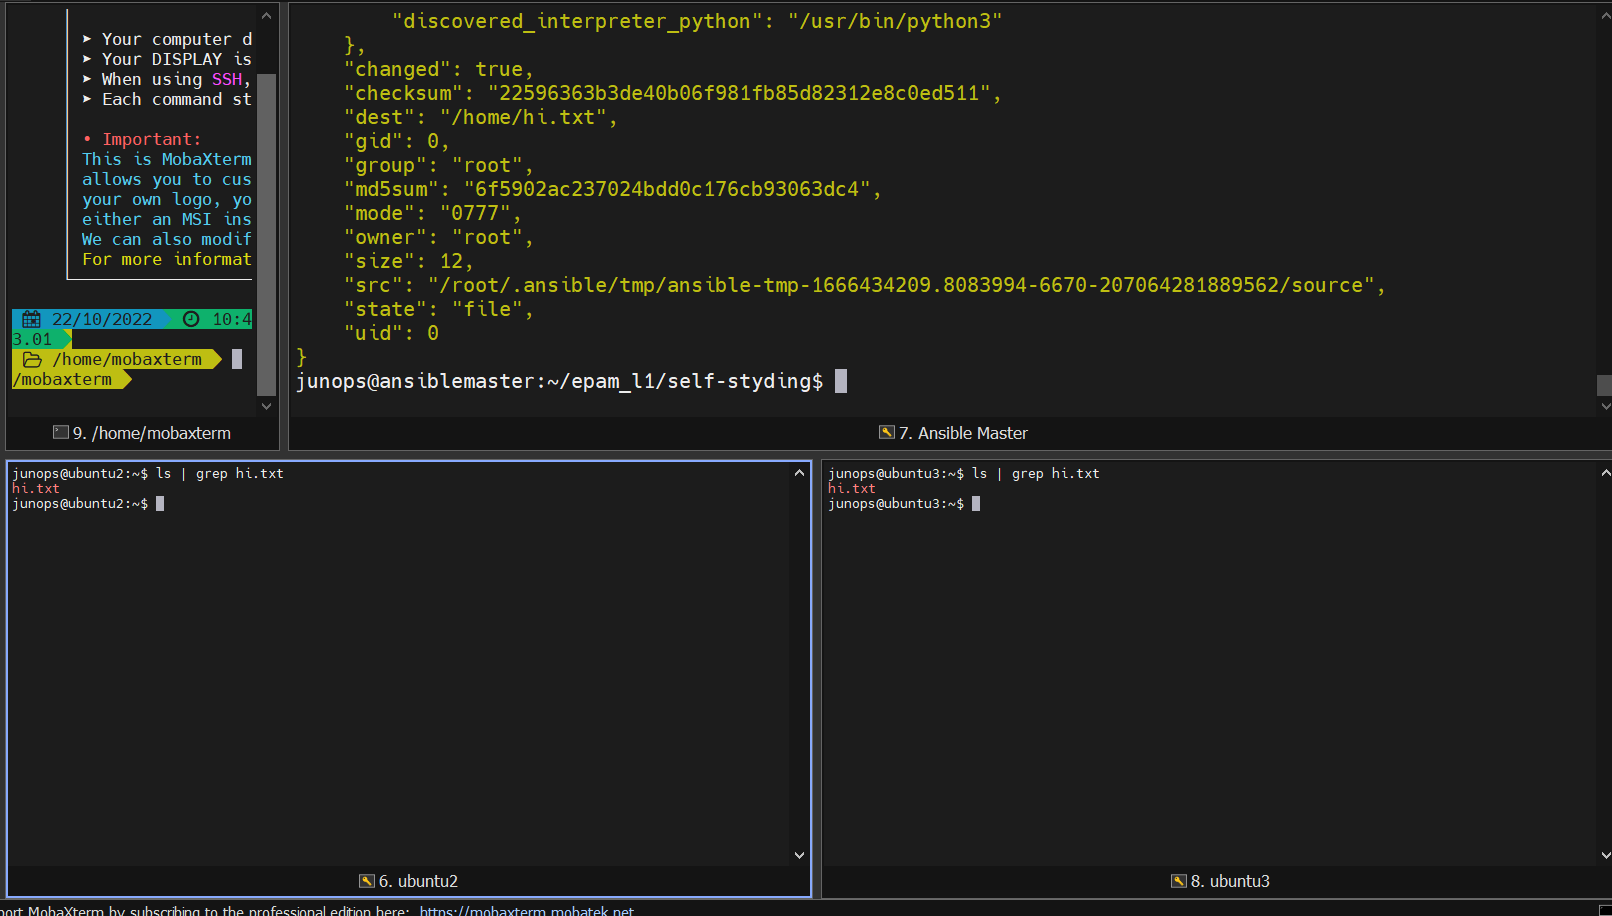 ➤ Your computer d
➤ Your DISPLAY is
➤ When using SSH,
➤ Each command st
• Important:
This is MobaXterm
allows you to cus
your own logo, yo
either an MSI ins
We can also modif
For more informat
22/10/2022 10:4
3.01
/home/mobaxterm
/mobaxterm
9. /home/mobaxterm
"discovered_interpreter_python": "/usr/bin/python3"
},
"changed": true,
"checksum": "22596363b3de40b06f981fb85d82312e8c0ed511",
"dest": "/home/hi.txt",
"gid": 0,
"group": "root",
"md5sum": "6f5902ac237024bdd0c176cb93063dc4",
"mode": "0777",
"owner": "root",
"size": 12,
"src": "/root/.ansible/tmp/ansible-tmp-1666434209.8083994-6670-207064281889562/source",
"state": "file",
"uid": 0
}
junops@ansiblemaster:~/epam_l1/self-styding$
7. Ansible Master
junops@ubuntu2:~$ ls | grep hi.txt
hi.txt
junops@ubuntu2:~$
6. ubuntu2
junops@ubuntu3:~$ ls | grep hi.txt
hi.txt
junops@ubuntu3:~$
8. ubuntu3
port MobaXterm by subscribing to the professional edition here: https://mobaxterm.mobatek.net